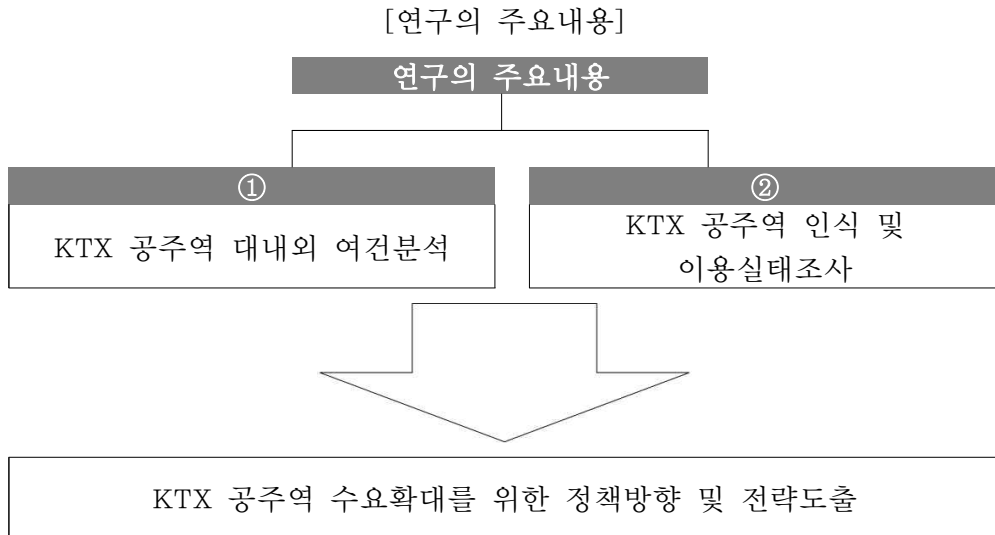 [연구의 주요내용]
연구의 주요내용
①
KTX 공주역 대내외 여건분석
②
KTX 공주역 인식 및
이용실태조사
KTX 공주역 수요확대를 위한 정책방향 및 전략도출